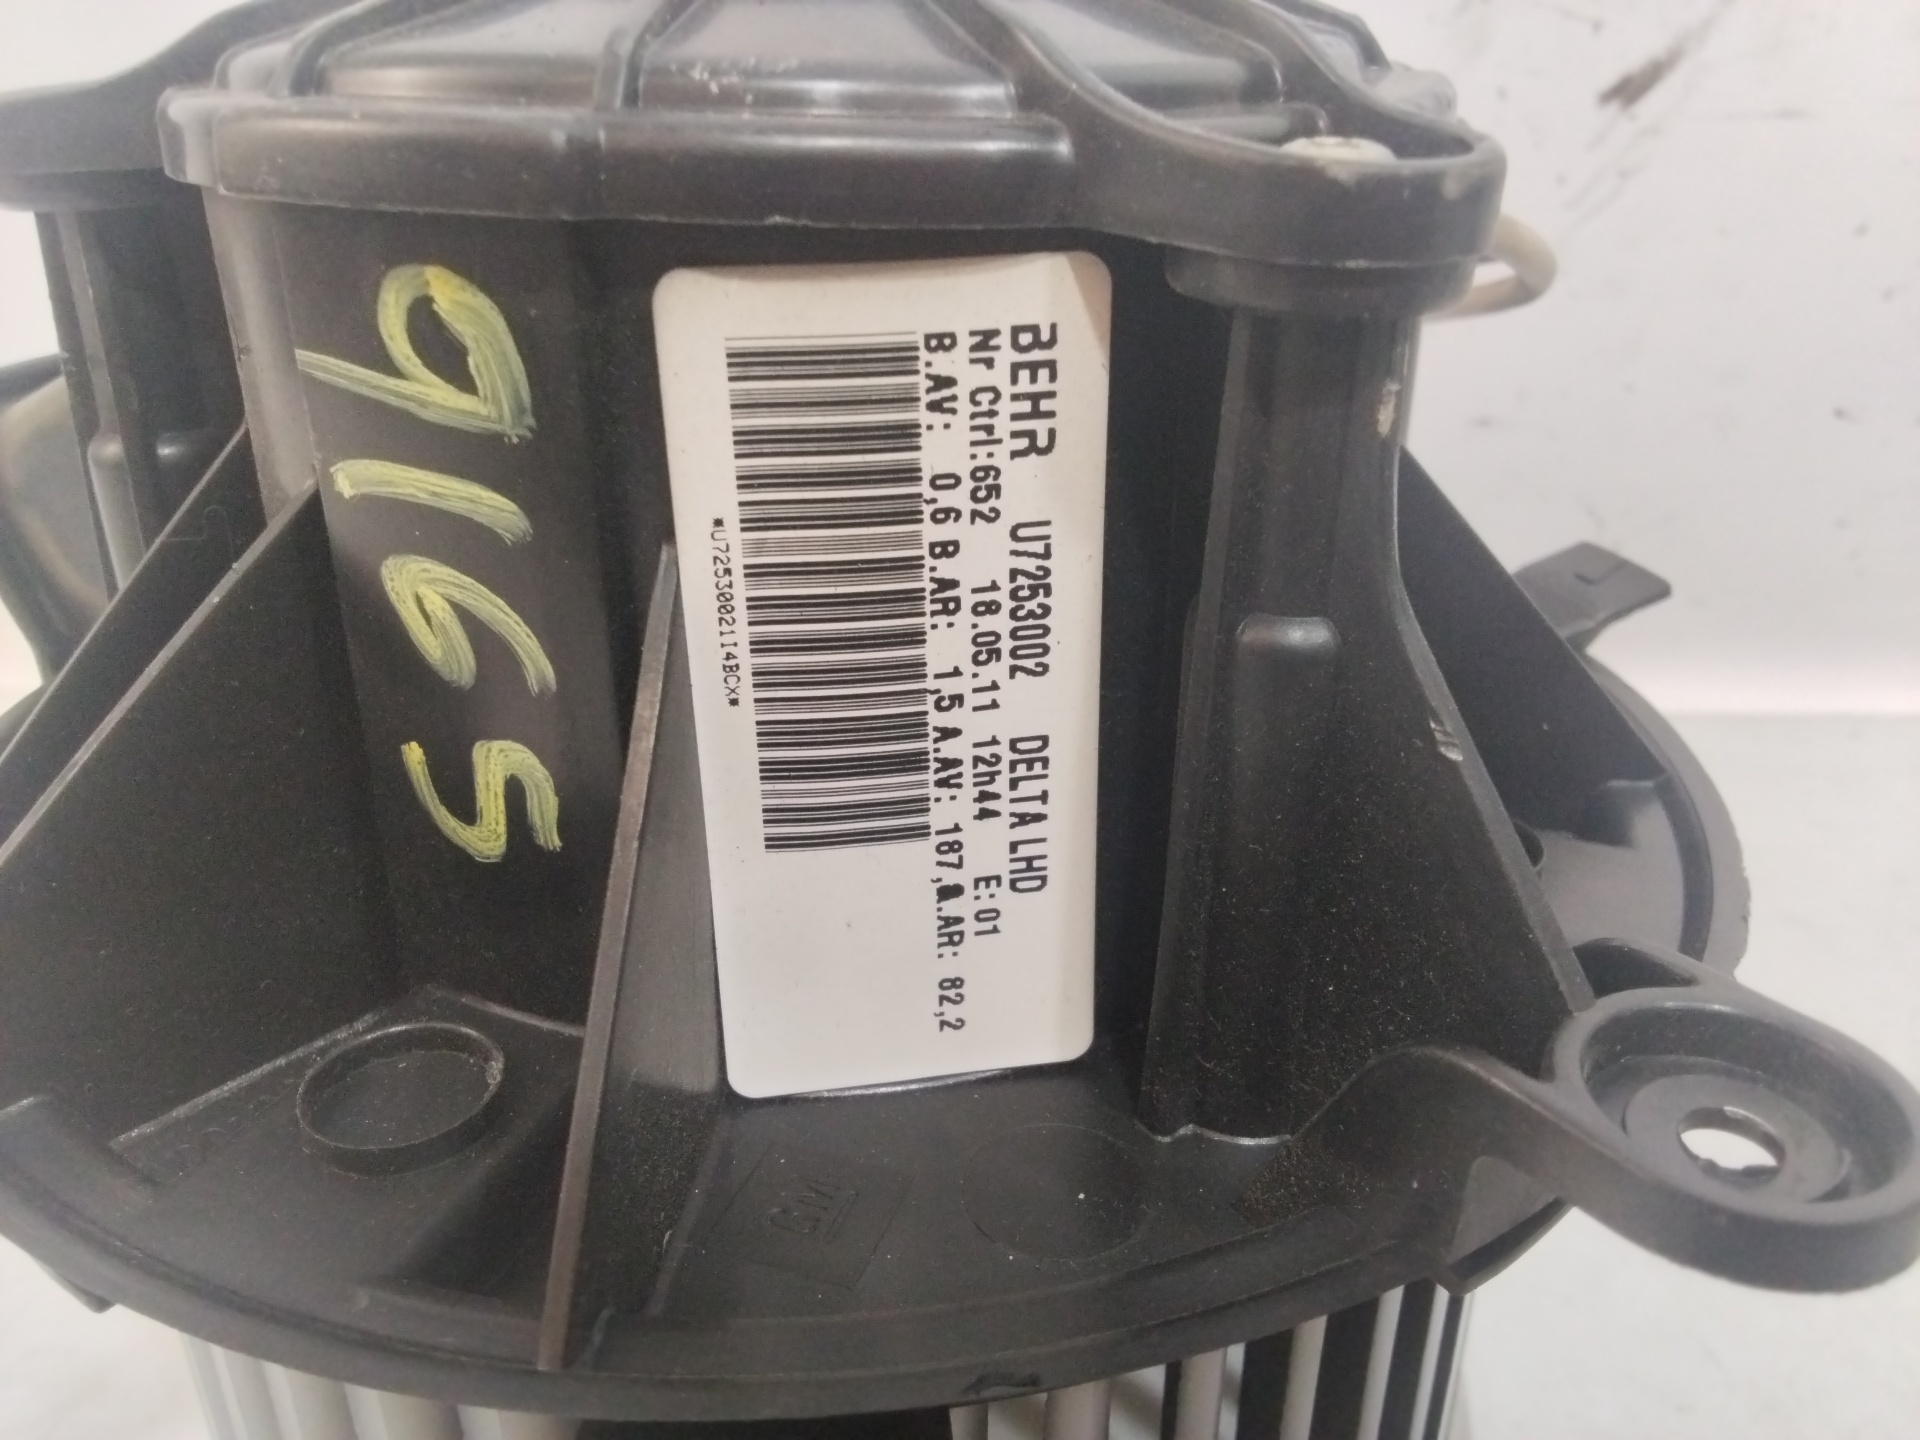 BEHR U7253002 DELTA LHD
Nr Ctrl:652 18.05.11 12h44 E:01
B.AV: 0,6 B.AR: 1,5 A.AV: 187, A.AR: 82,2
*U7253002114BCX*
9165
GM